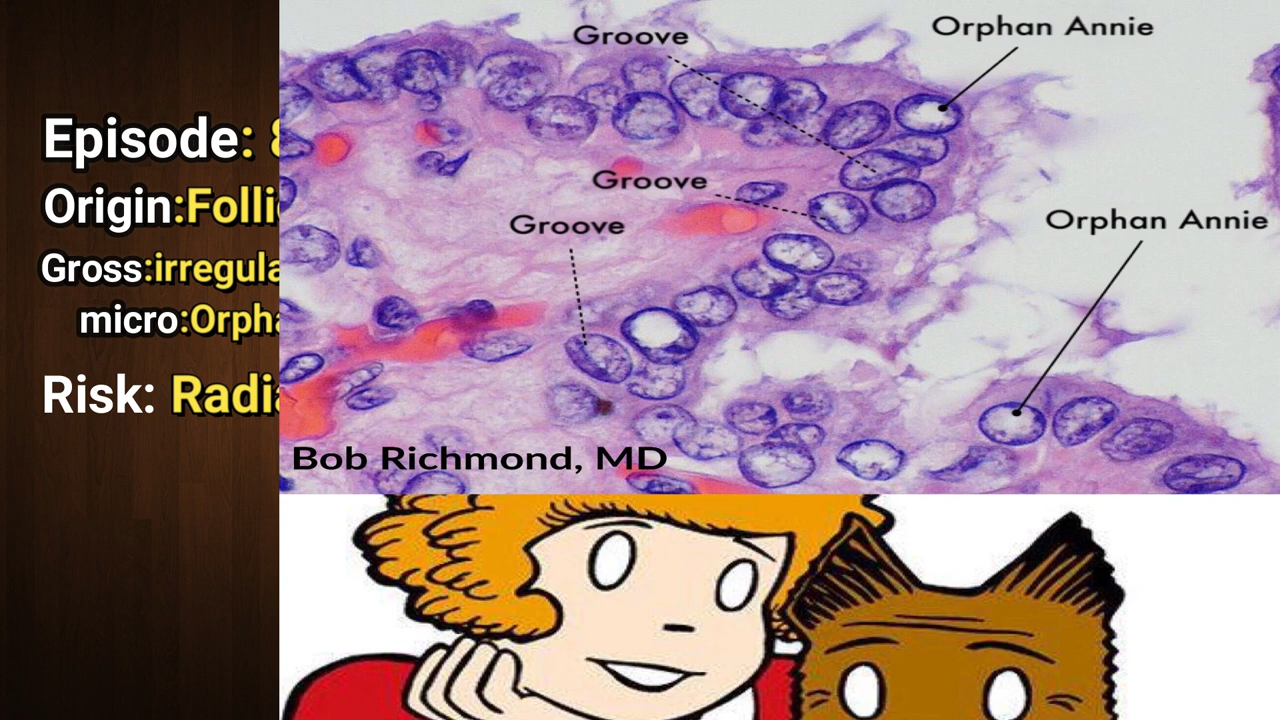 Episode:
Origin:
Gross:
micro:
Risk:
Groove
Orphan Annie
Groove
Groove
Orphan Annie
Bob Richmond, MD